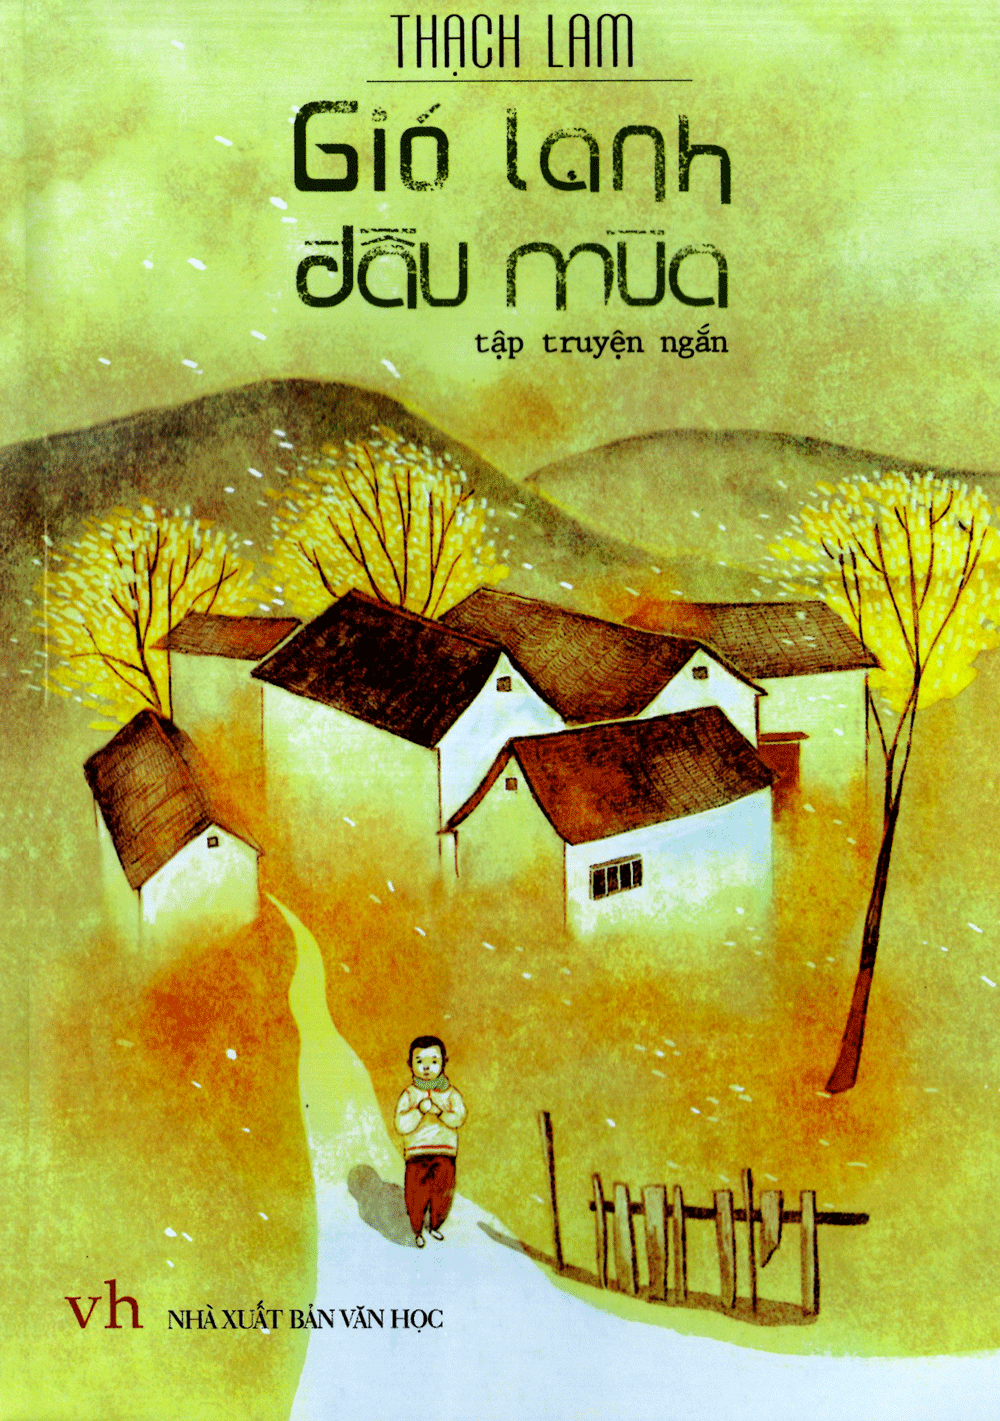 THẠCH LAM
Gió lạnh
đầu mùa
tập truyện ngắn
vh NHÀ XUẤT BẢN VĂN HỌC